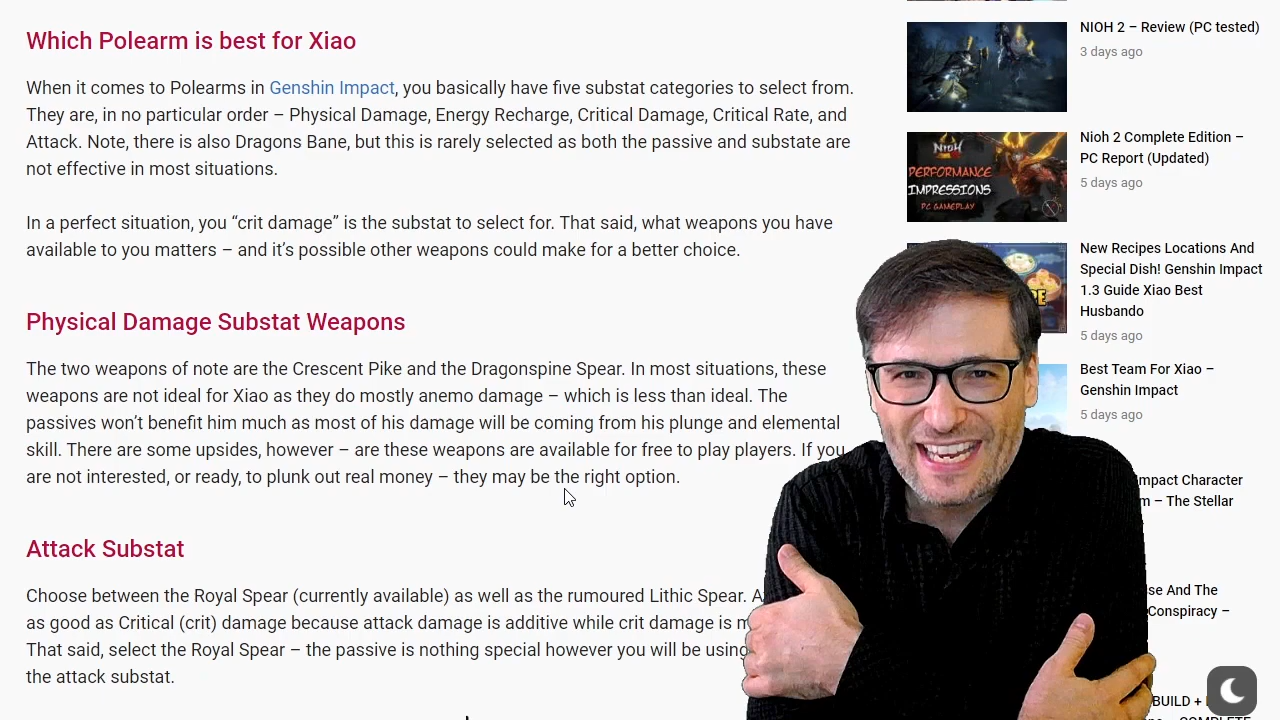 Which Polearm is best for Xiao
When it comes to Polearms in Genshin Impact, you basically have five substat categories to select from.
They are, in no particular order – Physical Damage, Energy Recharge, Critical Damage, Critical Rate, and
Attack. Note, there is also Dragons Bane, but this is rarely selected as both the passive and substate are
not effective in most situations.
In a perfect situation, you “crit damage” is the substat to select for. That said, what weapons you have
available to you matters – and it’s possible other weapons could make for a better choice.
Physical Damage Substat Weapons
The two weapons of note are the Crescent Pike and the Dragonspine Spear. In most situations, these
weapons are not ideal for Xiao as they do mostly anemo damage – which is less than ideal. The
passives won’t benefit him much as most of his damage will be coming from his plunge and elemental
skill. There are some upsides, however – are these weapons are available for free to play players. If you
are not interested, or ready, to plunk out real money – they may be the right option.
Attack Substat
Choose between the Royal Spear (currently available) as well as the rumoured Lithic Spear. A
as good as Critical (crit) damage because attack damage is additive while crit damage is m
That said, select the Royal Spear – the passive is nothing special however you will be using
the attack substat.
NIOH 2 – Review (PC tested)
3 days ago
NIOH
PERFORMANCE
IMPRESSIONS
PC GAMEPLAY
Nioh 2 Complete Edition –
PC Report (Updated)
5 days ago
New Recipes Locations And
Special Dish! Genshin Impact
1.3 Guide Xiao Best
Husbando
5 days ago
Best Team For Xiao –
Genshin Impact
5 days ago
mpact Character
m – The Stellar
se And The
Conspiracy –
BUILD +